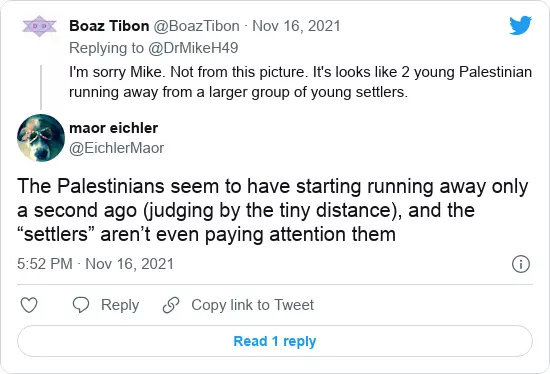 Boaz Tibon @BoazTibon · Nov 16, 2021
Replying to @DrMikeH49
I'm sorry Mike. Not from this picture. It's looks like 2 young Palestinian
running away from a larger group of young settlers.
maor eichler
@EichlerMaor
The Palestinians seem to have starting running away only
a second ago (judging by the tiny distance), and the
“settlers” aren’t even paying attention them
5:52 PM · Nov 16, 2021
Reply
Copy link to Tweet
Read 1 reply